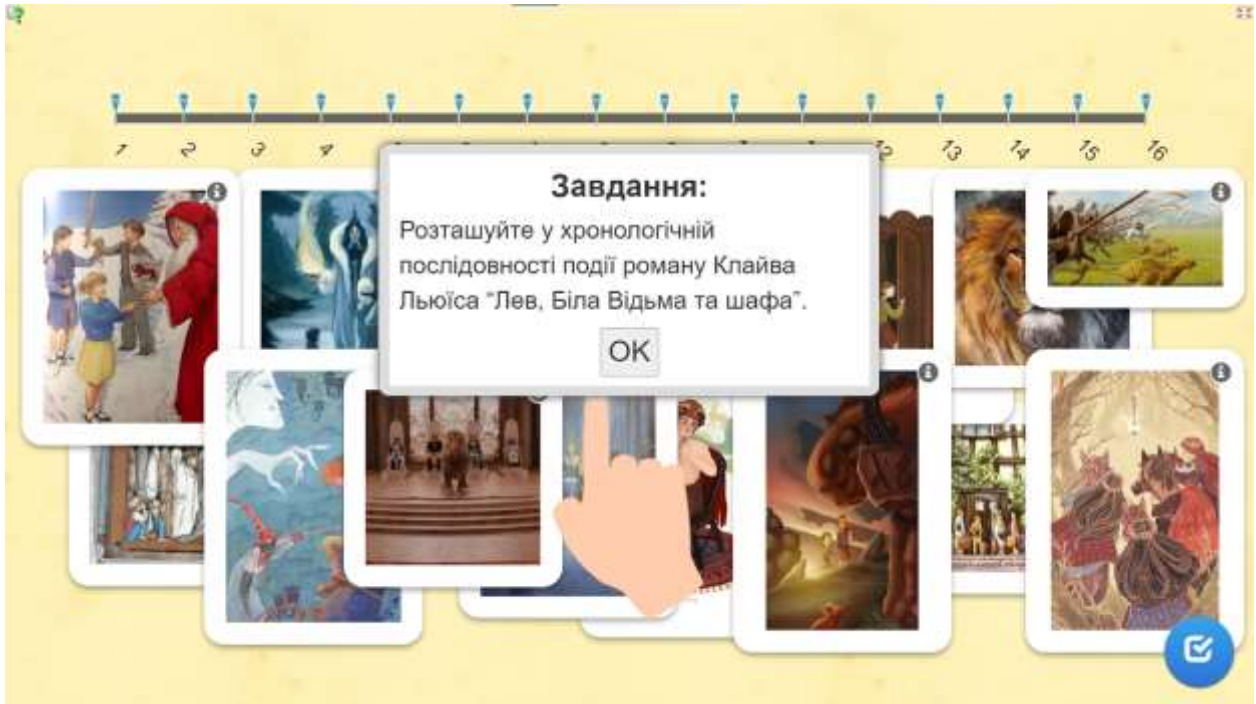 1 2 3 4 12 13 14 15 16
Завдання:
Розташуйте у хронологічній
послідовності події роману Клайва
Льюїса “Лев, Біла Відьма та шафа”.
OK